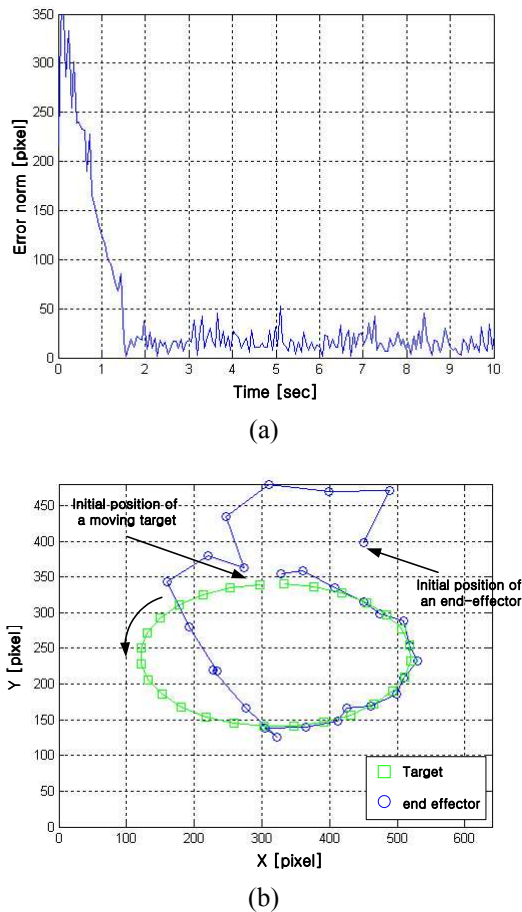 350
300
250
200
150
100
50
0
Error norm [pixel]
0 1 2 3 4 5 6 7 8 9 10
Time [sec]
(a)
450
400
350
300
250
200
150
100
50
0
Y [pixel]
Initial position of
a moving target
Initial position of
an end-effector
Target
end effector
0 100 200 300 400 500 600
X [pixel]
(b)